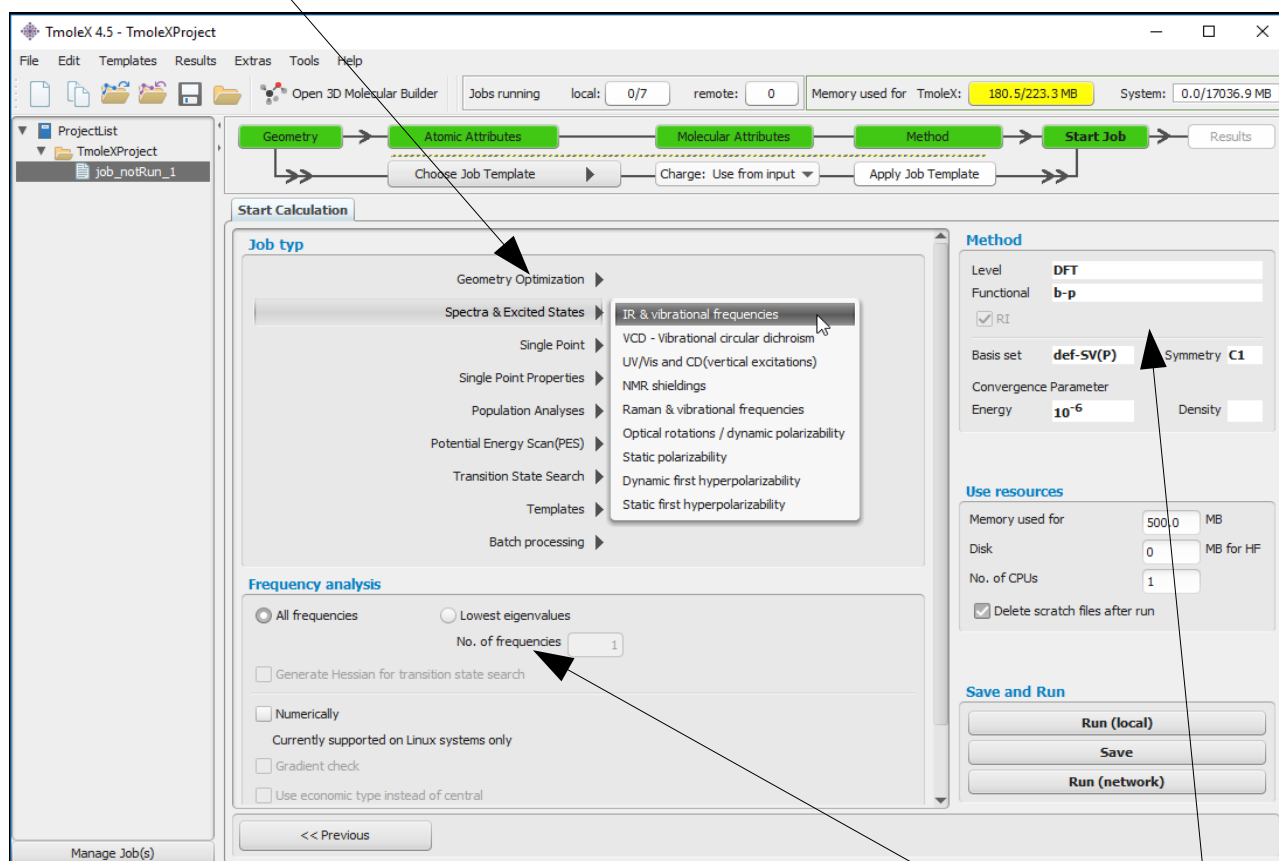 TmoleX 4.5 - TmoleXProject
File Edit Templates Results Extras Tools Help
Open 3D Molecular Builder Jobs running local: 0/7 remote: 0 Memory used for TmoleX: 180.5/223.3 MB System: 0.0/17036.9 MB
ProjectList
TmoleXProject
job_notRun_1
Manage Job(s)
Geometry Atomic Attributes Molecular Attributes Method Start Job Results
Choose Job Template Charge: Use from input Apply Job Template
Start Calculation
Job typ
Geometry Optimization
Spectra & Excited States
Single Point
Single Point Properties
Population Analyses
Potential Energy Scan(PES)
Transition State Search
Templates
Batch processing
IR & vibrational frequencies
VCD - Vibrational circular dichroism
UV/Vis and CD(vertical excitations)
NMR shieldings
Raman & vibrational frequencies
Optical rotations / dynamic polarizability
Static polarizability
Dynamic first hyperpolarizability
Static first hyperpolarizability
Frequency analysis
All frequencies Lowest eigenvalues
No. of frequencies 1
Generate Hessian for transition state search
Numerically
Currently supported on Linux systems only
Gradient check
Use economic type instead of central
<< Previous
Method
Level DFT
Functional b-p
RI
Basis set def-SV(P) Symmetry C1
Convergence Parameter
Energy 10⁻⁶ Density
Use resources
Memory used for 500.0 MB
Disk 0 MB for HF
No. of CPUs 1
Delete scratch files after run
Save and Run
Run (local)
Save
Run (network)